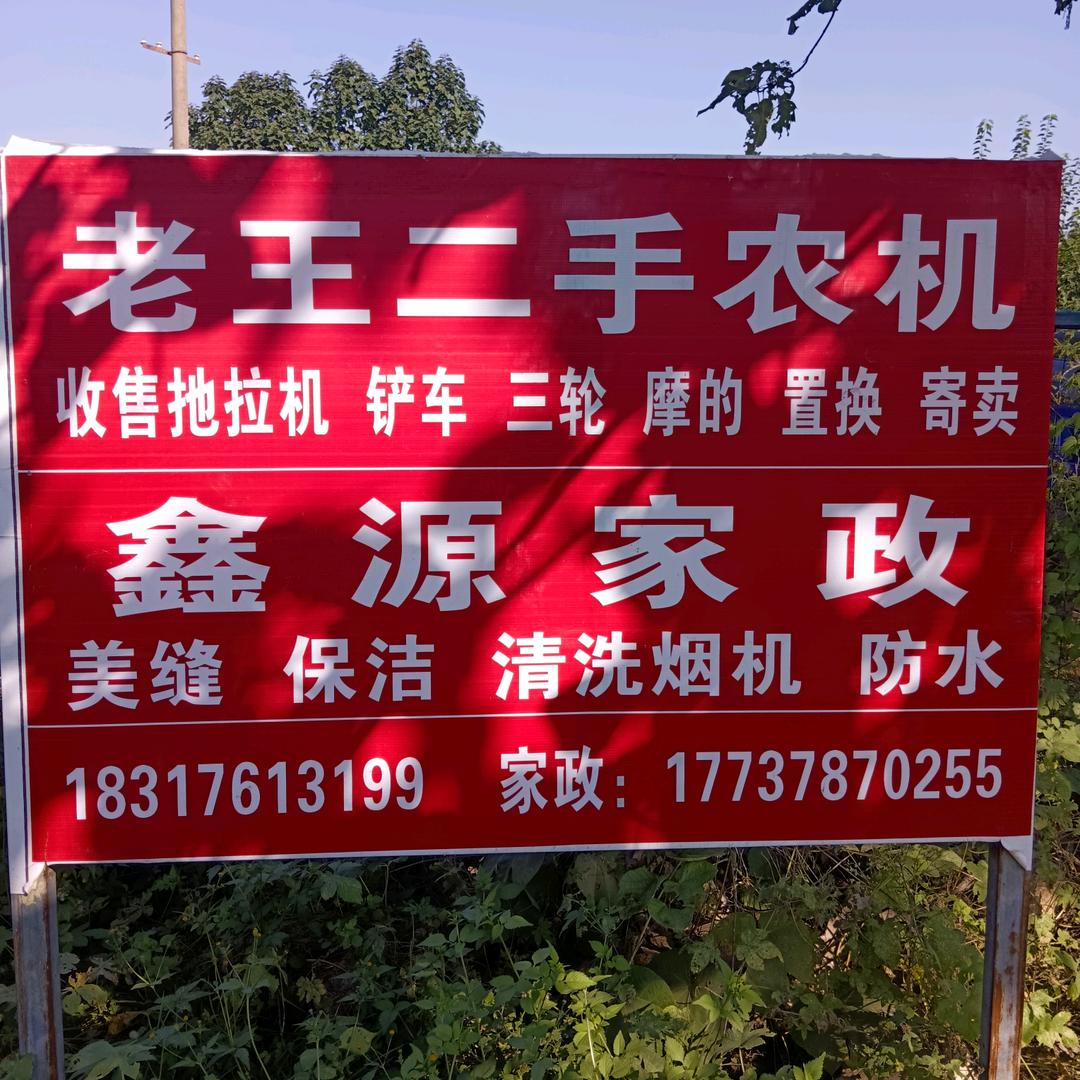 老王二手农机
收售拖拉机 铲车 三轮 摩的 置换 寄卖
鑫源家政
美缝 保洁 清洗烟机 防水
18317613199 家政：17737870255